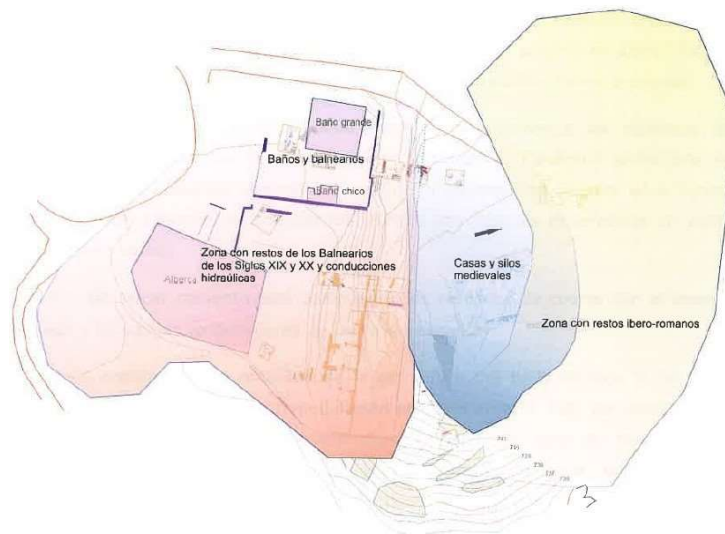 Baño grande
Baños y balnearios
Baño chico
Zona con restos de los Balnearios
de los Siglos XIX y XX y conducciones
hidraúlicas
Alberca
Casas y silos
medievales
Zona con restos ibero-romanos